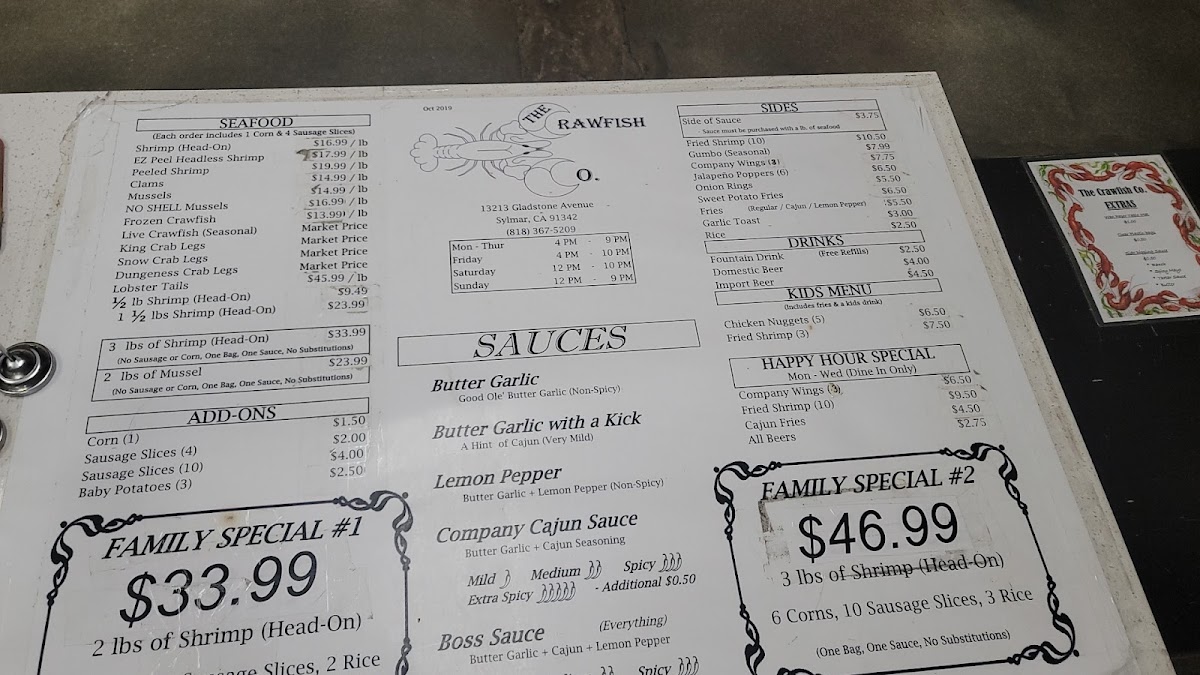 Oct 2019
THE
CRAWFISH
CO.
13213 Gladstone Avenue
Sylmar, CA 91342
(818) 367-5209
Mon - Thur 4 PM - 9 PM
Friday 4 PM - 10 PM
Saturday 12 PM - 10 PM
Sunday 12 PM - 9 PM
SEAFOOD
(Each order includes 1 Corn & 4 Sausage Slices)
Shrimp (Head-On) $16.99 / lb
EZ Peel Headless Shrimp $17.99 / lb
Peeled Shrimp $19.99 / lb
Clams $14.99 / lb
Mussels $14.99 / lb
NO SHELL Mussels $16.99 / lb
Frozen Crawfish $13.99 / lb
Live Crawfish (Seasonal) Market Price
King Crab Legs Market Price
Snow Crab Legs Market Price
Dungeness Crab Legs Market Price
Lobster Tails $45.99 / lb
½ lb Shrimp (Head-On) $9.49
1 ½ lbs Shrimp (Head-On) $23.99
3 lbs of Shrimp (Head-On) $33.99
(No Sausage or Corn, One Bag, One Sauce, No Substitutions)
2 lbs of Mussel $23.99
(No Sausage or Corn, One Bag, One Sauce, No Substitutions)
ADD-ONS
Corn (1) $1.50
Sausage Slices (4) $2.00
Sausage Slices (10) $4.00
Baby Potatoes (3) $2.50
FAMILY SPECIAL #1
$33.99
2 lbs of Shrimp (Head-On)
Slices, 2 Rice
SAUCES
Butter Garlic
Good Ole' Butter Garlic (Non-Spicy)
Butter Garlic with a Kick
A Hint of Cajun (Very Mild)
Lemon Pepper
Butter Garlic + Lemon Pepper (Non-Spicy)
Company Cajun Sauce
Butter Garlic + Cajun Seasoning
Mild Medium Spicy
Extra Spicy - Additional $0.50
Boss Sauce (Everything)
Butter Garlic + Cajun + Lemon Pepper
Spicy
SIDES
Side of Sauce $3.75
Sauce must be purchased with a lb. of seafood
Fried Shrimp (10) $10.50
Gumbo (Seasonal) $7.99
Company Wings (3) $7.75
Jalapeño Poppers (6) $6.50
Onion Rings $5.50
Sweet Potato Fries $6.50
Fries (Regular / Cajun / Lemon Pepper) $5.50
Garlic Toast $3.00
Rice $2.50
DRINKS
Fountain Drink (Free Refills) $2.50
Domestic Beer $4.00
Import Beer $4.50
KIDS MENU
(Includes fries & a kids drink)
Chicken Nuggets (5) $6.50
Fried Shrimp (3) $7.50
HAPPY HOUR SPECIAL
Mon - Wed (Dine In Only)
Company Wings (3) $6.50
Fried Shrimp (10) $9.50
Cajun Fries $4.50
All Beers $2.75
FAMILY SPECIAL #2
$46.99
3 lbs of Shrimp (Head-On)
6 Corns, 10 Sausage Slices, 3 Rice
(One Bag, One Sauce, No Substitutions)
The Crawfish Co.
EXTRAS